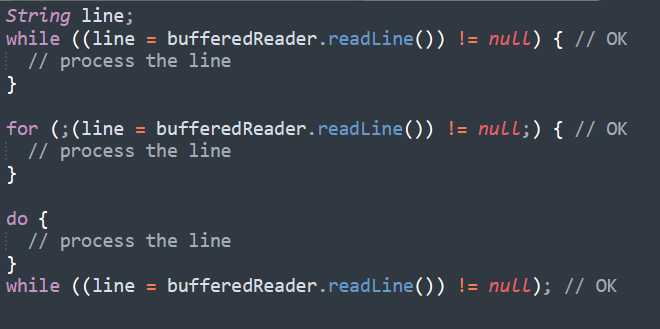 String line;
while ((line = bufferedReader.readLine()) != null) { // OK
  // process the line
}

for (;(line = bufferedReader.readLine()) != null;) { // OK
  // process the line
}

do {
  // process the line
}
while ((line = bufferedReader.readLine()) != null); // OK